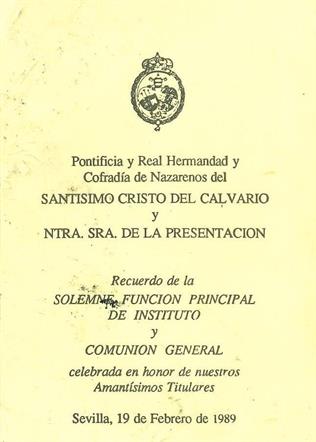 Pontificia y Real Hermandad y
Cofradía de Nazarenos del
SANTISIMO CRISTO DEL CALVARIO
y
NTRA. SRA. DE LA PRESENTACION
Recuerdo de la
SOLEMNE FUNCION PRINCIPAL
DE INSTITUTO
y
COMUNION GENERAL
celebrada en honor de nuestros
Amantísimos Titulares
Sevilla, 19 de Febrero de 1989